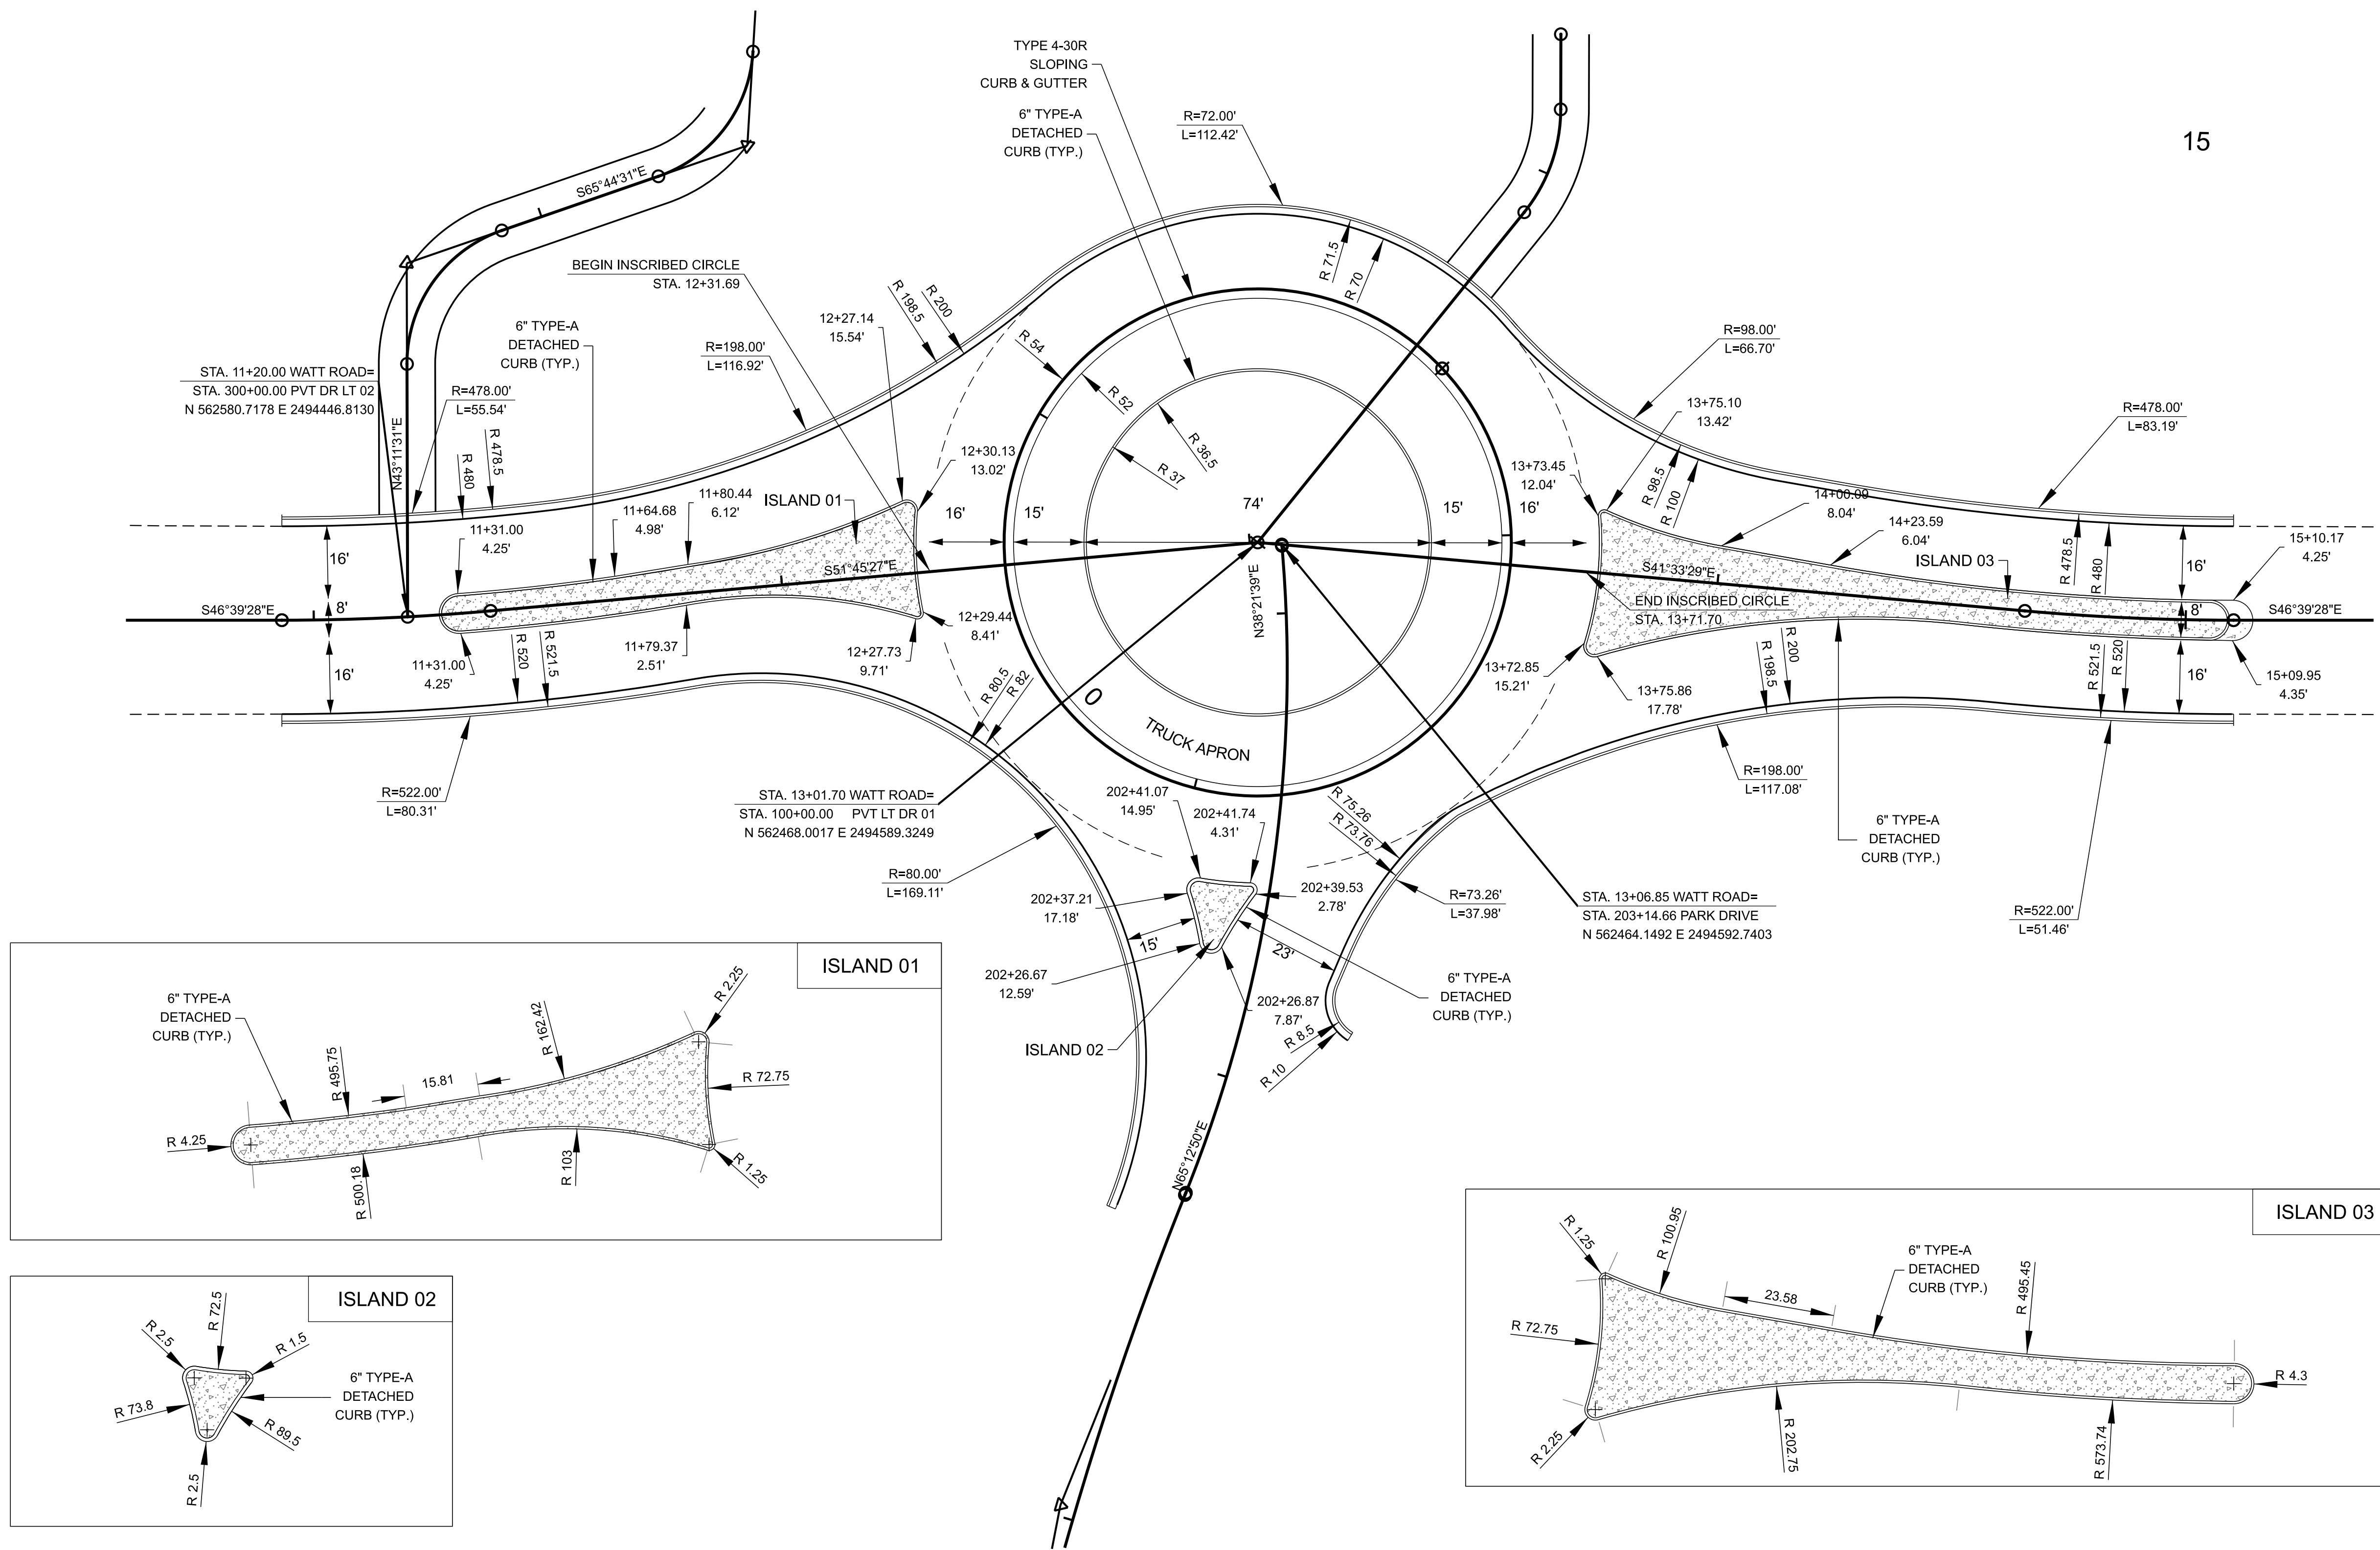 TYPE 4-30R
SLOPING
CURB & GUTTER
6" TYPE-A
DETACHED
CURB (TYP.)
R=72.00'
L=112.42'
15
S65°44'31"E
BEGIN INSCRIBED CIRCLE
STA. 12+31.69
R 71.5
R 70
R 198.5
R 200
12+27.14
15.54'
6" TYPE-A
DETACHED
CURB (TYP.)
R=198.00'
L=116.92'
R 54
R=98.00'
L=66.70'
STA. 11+20.00 WATT ROAD=
STA. 300+00.00 PVT DR LT 02
N 562580.7178 E 2494446.8130
R=478.00'
L=55.54'
R 52
13+75.10
13.42'
R=478.00'
L=83.19'
N43°11'31"E
R 480
R 478.5
R 36.5
R 37
12+30.13
13.02'
13+73.45
12.04'
R 98.5
R 100
11+80.44
6.12'
ISLAND 01
11+64.68
4.98'
11+31.00
4.25'
16'
15'
74'
15'
16'
14+00.09
8.04'
14+23.59
6.04'
ISLAND 03
R 478.5
R 480
15+10.17
4.25'
16'
16'
S51°45'27"E
S41°33'29"E
N38°21'39"E
END INSCRIBED CIRCLE
STA. 13+71.70
S46°39'28"E
8'
8'
S46°39'28"E
12+29.44
8.41'
11+79.37
2.51'
12+27.73
9.71'
11+31.00
4.25'
R 520
R 521.5
16'
R 80.5
R 82
13+72.85
15.21'
13+75.86
17.78'
R 198.5
R 200
R 521.5
R 520
16'
15+09.95
4.35'
TRUCK APRON
R=522.00'
L=80.31'
STA. 13+01.70 WATT ROAD=
STA. 100+00.00 PVT LT DR 01
N 562468.0017 E 2494589.3249
202+41.07
14.95'
202+41.74
4.31'
R 75.26
R 73.76
R=198.00'
L=117.08'
6" TYPE-A
DETACHED
CURB (TYP.)
R=80.00'
L=169.11'
202+37.21
17.18'
202+39.53
2.78'
R=73.26'
L=37.98'
STA. 13+06.85 WATT ROAD=
STA. 203+14.66 PARK DRIVE
N 562464.1492 E 2494592.7403
R=522.00'
L=51.46'
15'
23'
202+26.67
12.59'
202+26.87
7.87'
6" TYPE-A
DETACHED
CURB (TYP.)
ISLAND 02
R 8.5
R 10
N65°12'50"E
ISLAND 01
6" TYPE-A
DETACHED
CURB (TYP.)
R 2.25
R 162.42
R 495.75
15.81
R 72.75
R 4.25
R 500.18
R 103
R 1.25
ISLAND 02
R 2.5
R 72.5
R 1.5
6" TYPE-A
DETACHED
CURB (TYP.)
R 73.8
R 89.5
R 2.5
ISLAND 03
R 1.25
R 100.95
6" TYPE-A
DETACHED
CURB (TYP.)
23.58
R 495.45
R 72.75
R 4.3
R 2.25
R 202.75
R 573.74